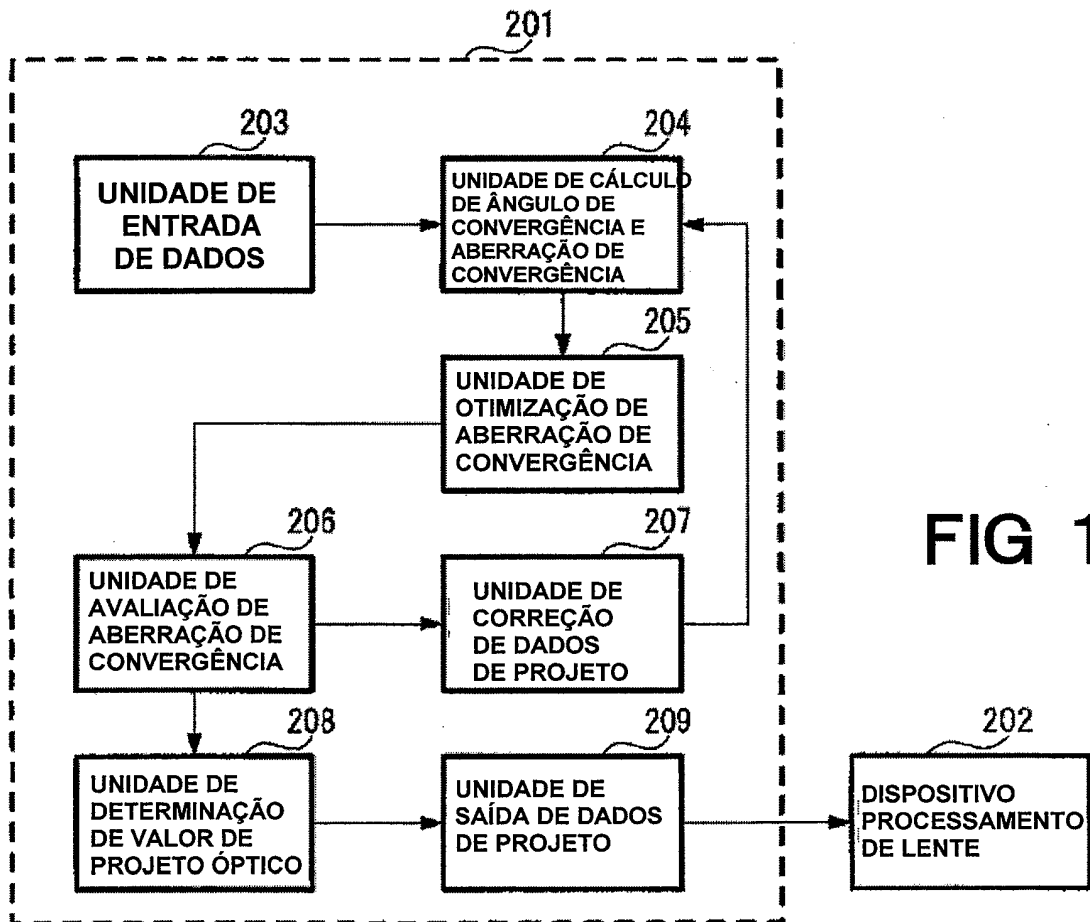 201
203
UNIDADE DE
ENTRADA
DE DADOS
204
UNIDADE DE CÁLCULO
DE ÂNGULO DE
CONVERGÊNCIA E
ABERRAÇÃO DE
CONVERGÊNCIA
205
UNIDADE DE
OTIMIZAÇÃO DE
ABERRAÇÃO DE
CONVERGÊNCIA
206
UNIDADE DE
AVALIAÇÃO DE
ABERRAÇÃO DE
CONVERGÊNCIA
207
UNIDADE DE
CORREÇÃO
DE DADOS
DE PROJETO
FIG 1
208
UNIDADE DE
DETERMINAÇÃO
DE VALOR DE
PROJETO ÓPTICO
209
UNIDADE DE
SAÍDA DE DADOS
DE PROJETO
202
DISPOSITIVO
PROCESSAMENTO
DE LENTE